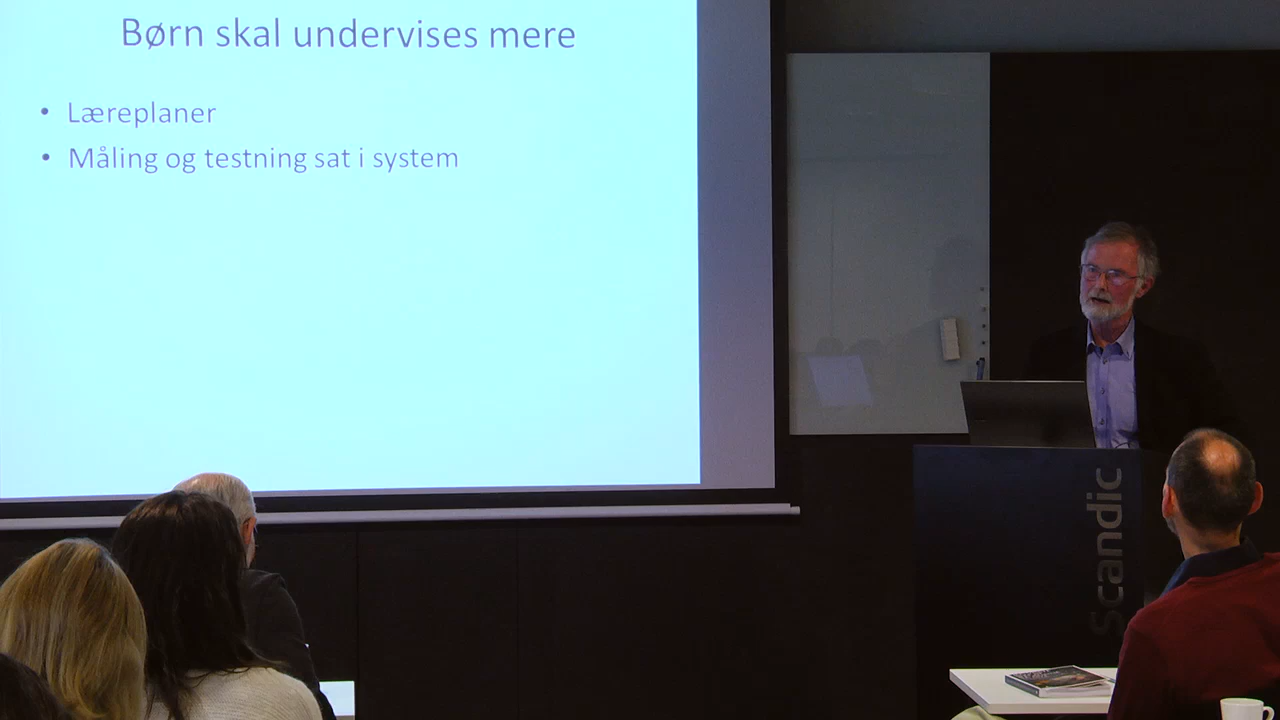 Børn skal undervises mere
• Læreplaner
• Måling og testning sat i system
Scandic